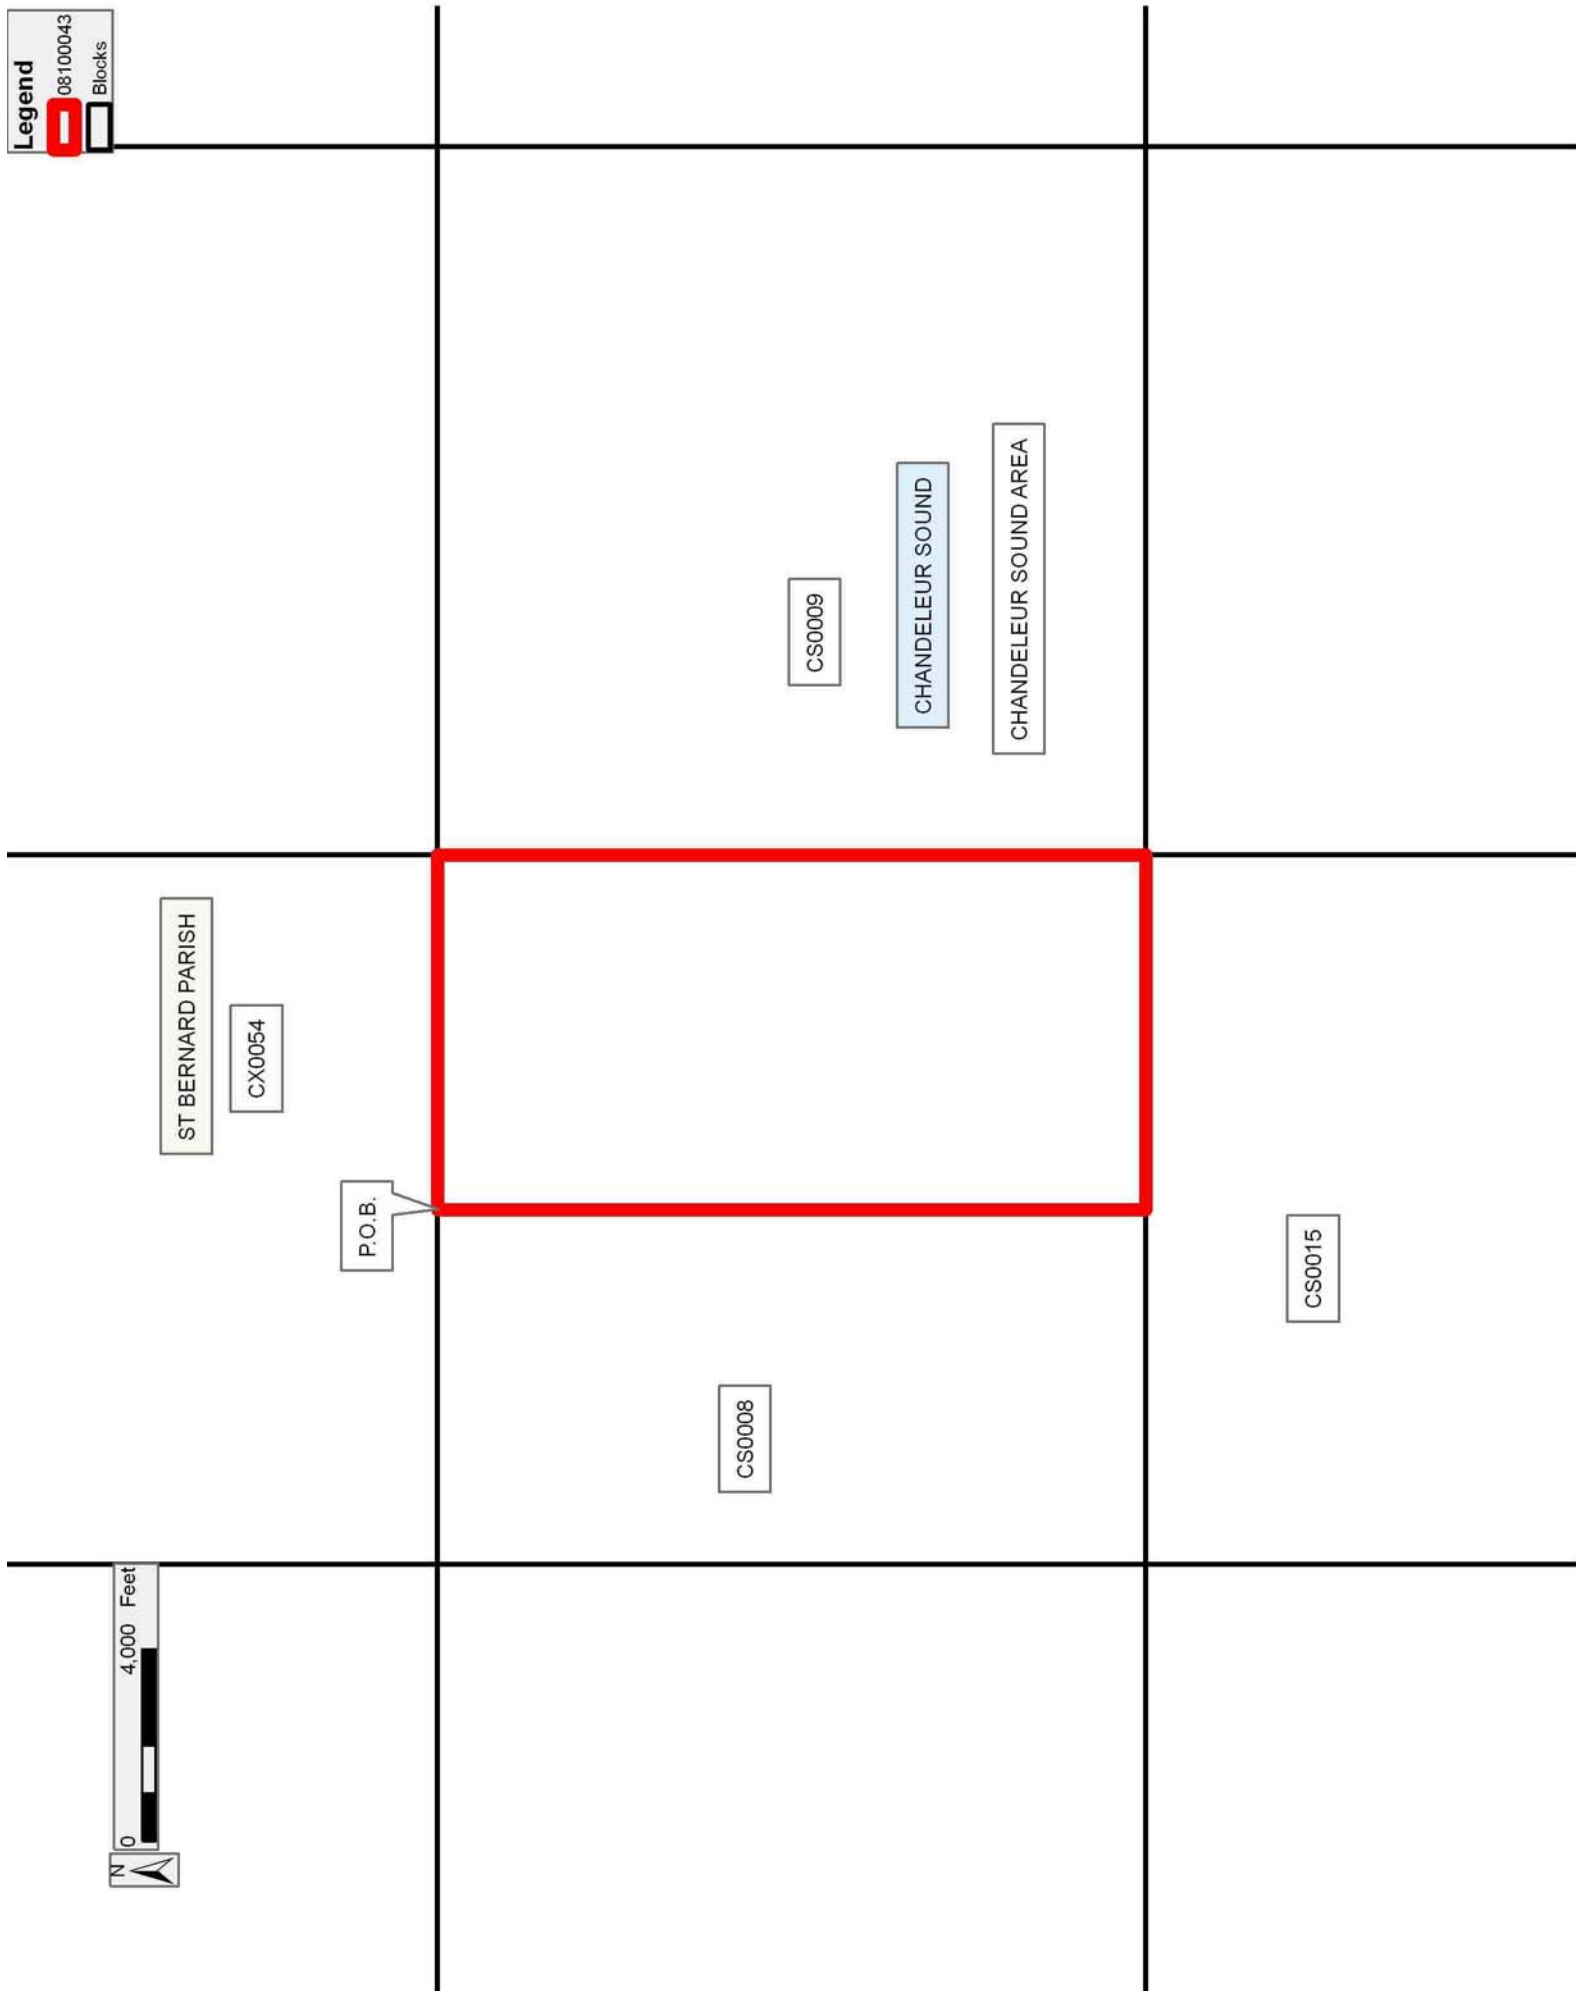 Legend
08100043
Blocks
ST BERNARD PARISH
CX0054
P.O.B.
CS0009
CHANDELEUR SOUND
CHANDELEUR SOUND AREA
CS0008
CS0015
N
0 4,000 Feet